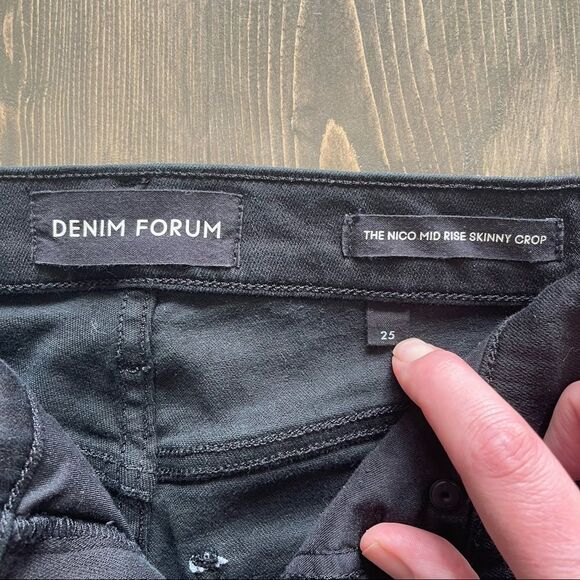 DENIM FORUM
THE NICO MID RISE SKINNY CROP
25